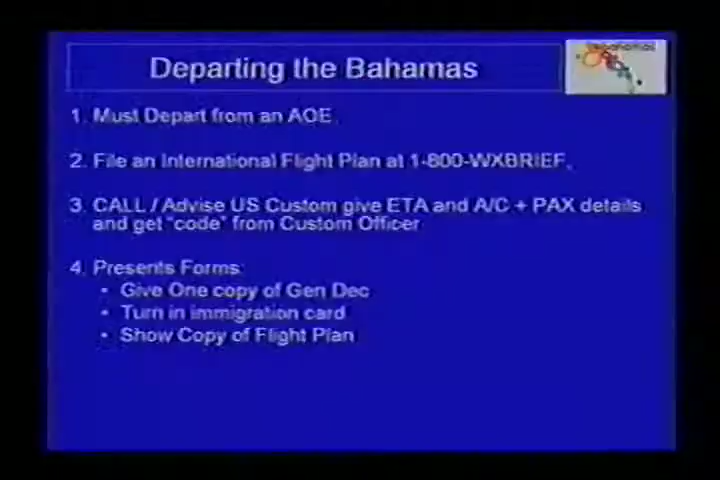 Departing the Bahamas
1. Must Depart from an AOE
2. File an International Flight Plan at 1-800-WXBRIEF.
3. CALL / Advise US Custom give ETA and A/C + PAX details
and get "code" from Custom Officer
4. Presents Forms:
• Give One copy of Gen Dec
• Turn in immigration card
• Show Copy of Flight Plan